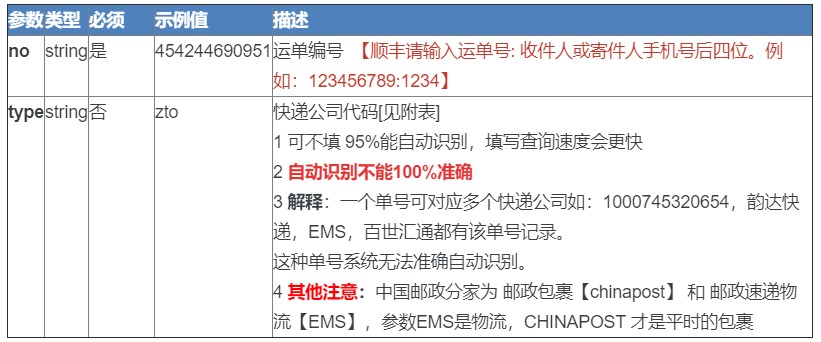 参数 类型 必须 示例值 描述
no string 是 454244690951 运单编号 【顺丰请输入运单号: 收件人或寄件人手机号后四位。例
如：123456789:1234】
type string 否 zto 快递公司代码[见附表]
1 可不填 95%能自动识别，填写查询速度会更快
2 自动识别不能100%准确
3 解释：一个单号可对应多个快递公司如：1000745320654，韵达快
递，EMS，百世汇通都有该单号记录。
这种单号系统无法准确自动识别。
4 其他注意：中国邮政分家为 邮政包裹【chinapost】 和 邮政速递物
流【EMS】，参数EMS是物流，CHINAPOST 才是平时的包裹